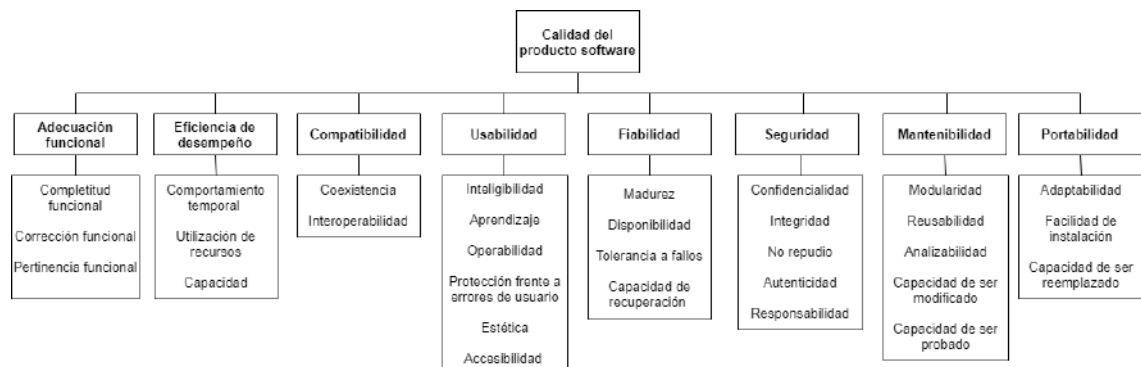 Calidad del
producto software
Adecuación
funcional
Eficiencia de
desempeño
Compatibilidad
Usabilidad
Fiabilidad
Seguridad
Mantenibilidad
Portabilidad
Completitud
funcional
Corrección funcional
Pertinencia funcional
Comportamiento
temporal
Utilización de
recursos
Capacidad
Coexistencia
Interoperabilidad
Inteligibilidad
Aprendizaje
Operabilidad
Protección frente a
errores de usuario
Estética
Accesibilidad
Madurez
Disponibilidad
Tolerancia a fallos
Capacidad de
recuperación
Confidencialidad
Integridad
No repudio
Autenticidad
Responsabilidad
Modularidad
Reusabilidad
Analizabilidad
Capacidad de ser
modificado
Capacidad de ser
probado
Adaptabilidad
Facilidad de
instalación
Capacidad de ser
reemplazado